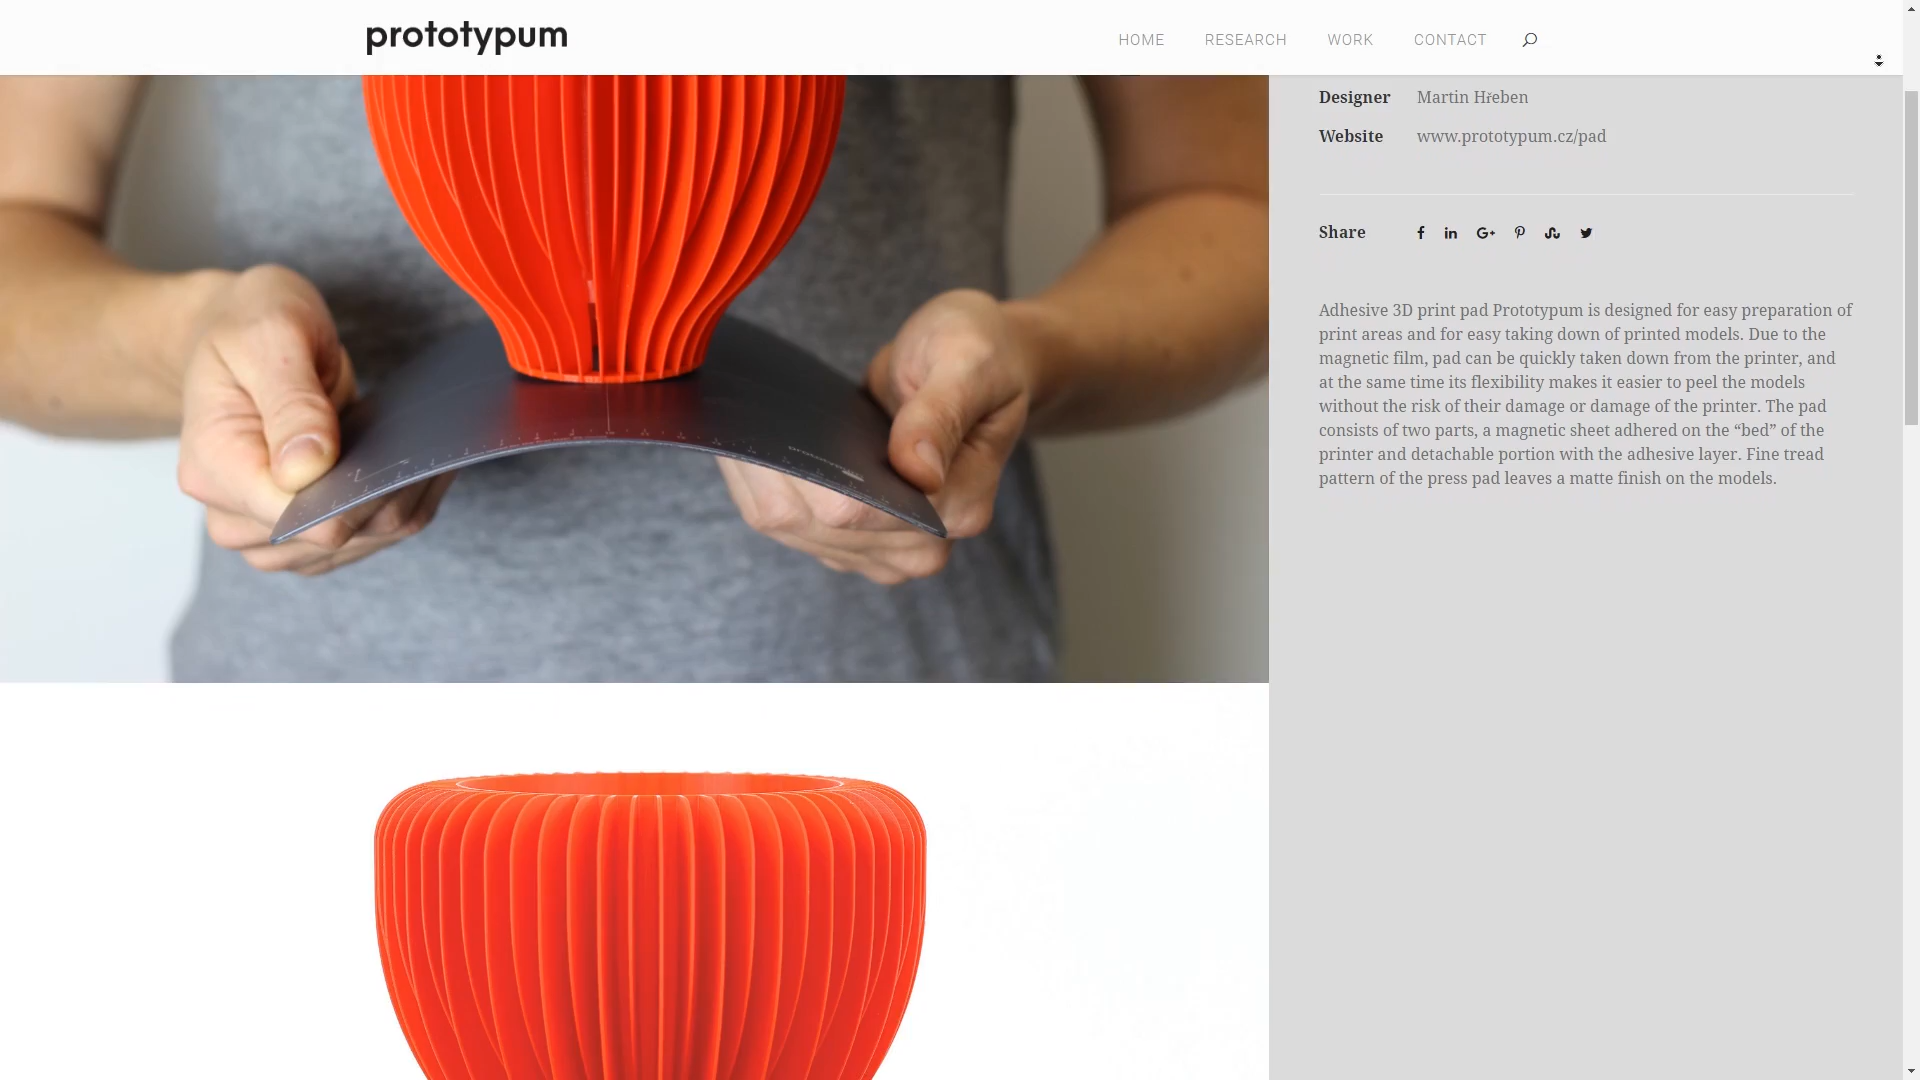 prototypum
HOME RESEARCH WORK CONTACT
Designer Martin Hřeben
Website www.prototypum.cz/pad
Share
Adhesive 3D print pad Prototypum is designed for easy preparation of
print areas and for easy taking down of printed models. Due to the
magnetic film, pad can be quickly taken down from the printer, and
at the same time its flexibility makes it easier to peel the models
without the risk of their damage or damage of the printer. The pad
consists of two parts, a magnetic sheet adhered on the “bed” of the
printer and detachable portion with the adhesive layer. Fine tread
pattern of the press pad leaves a matte finish on the models.